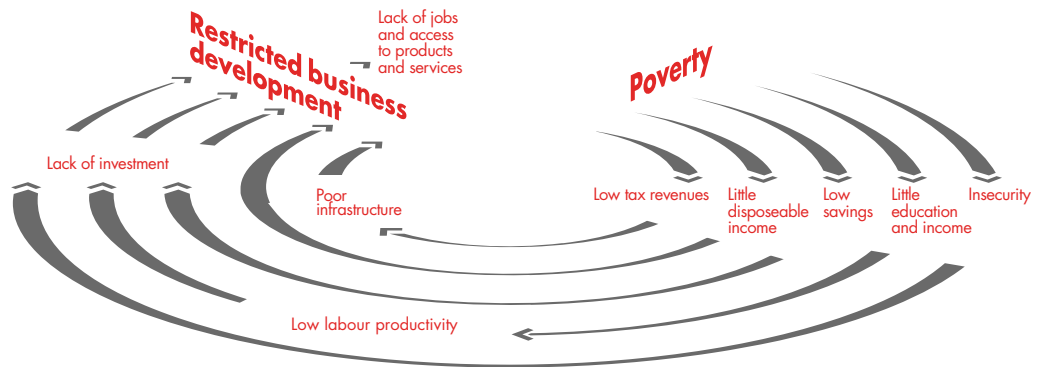 Restricted business
development
Lack of jobs
and access
to products
and services
Poverty
Lack of investment
Poor
infrastructure
Low tax revenues
Little
disposeable
income
Low
savings
Little
education
and income
Insecurity
Low labour productivity